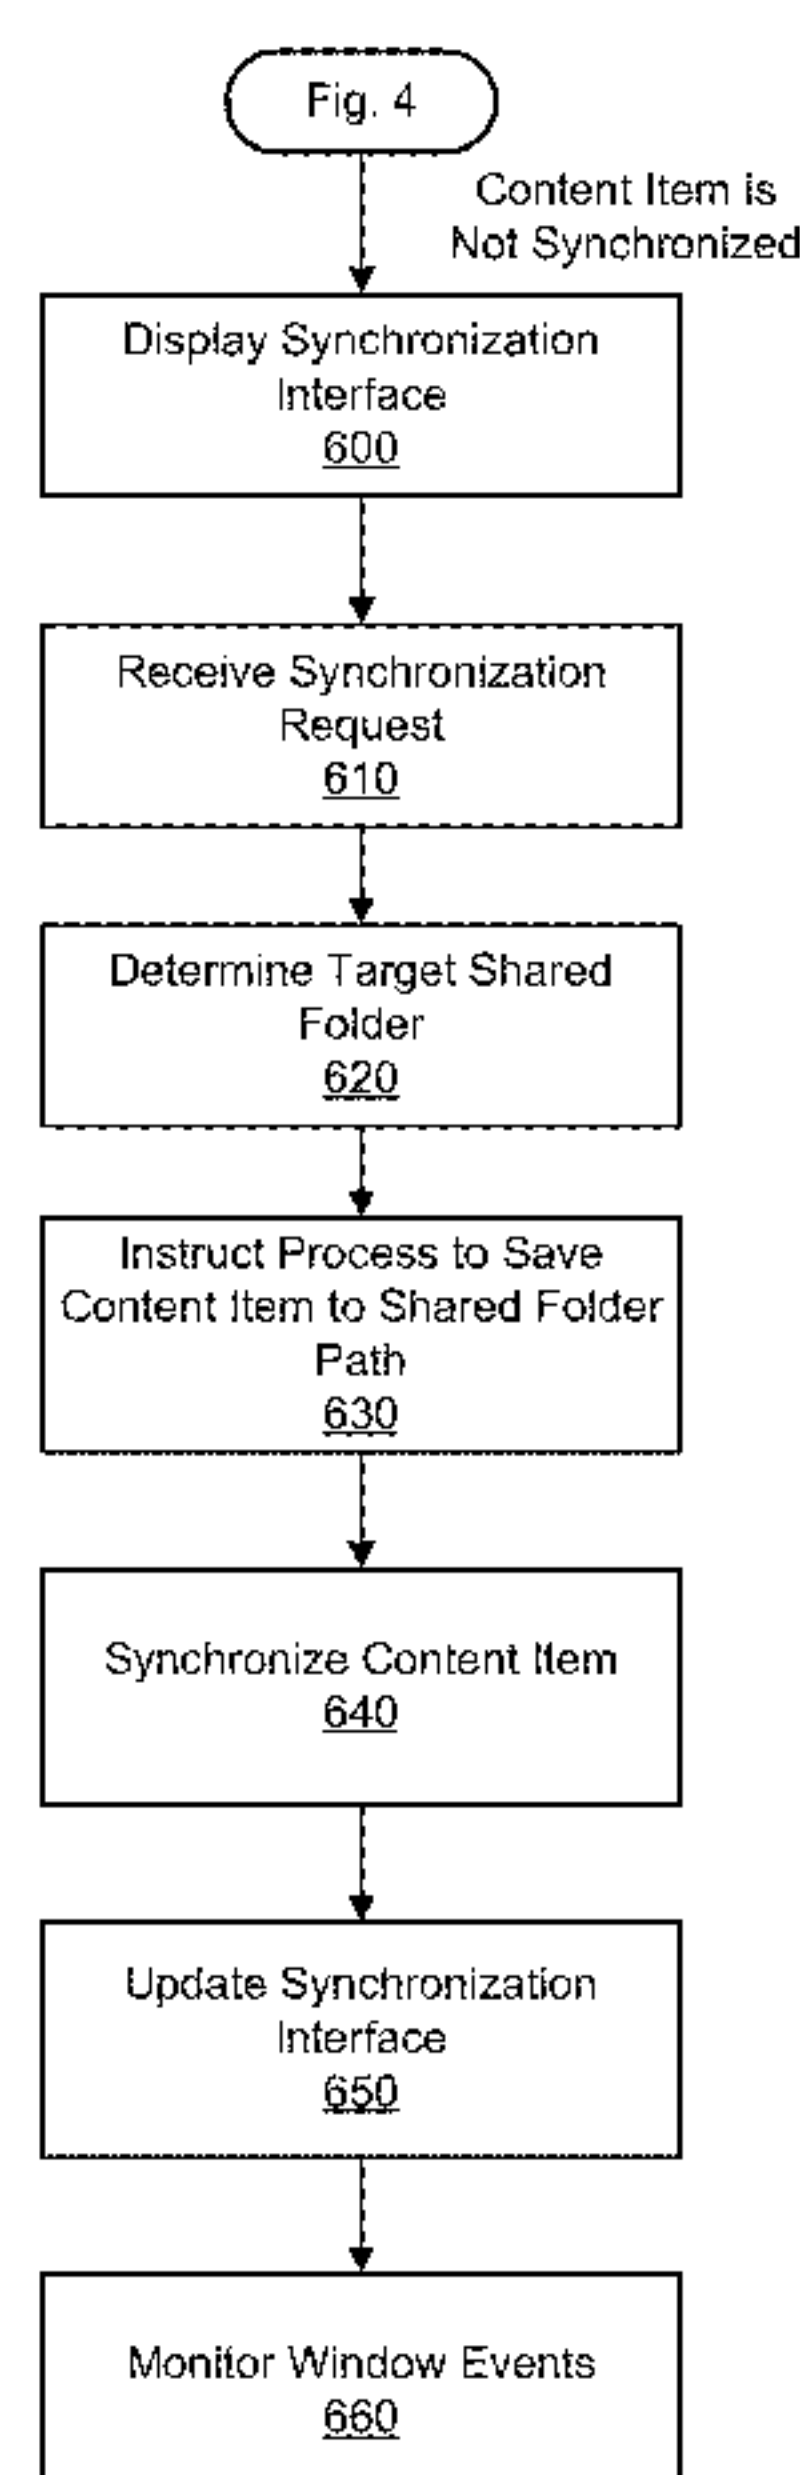 Fig. 4
Content Item is
Not Synchronized
Display Synchronization
Interface
600
Receive Synchronization
Request
610
Determine Target Shared
Folder
620
Instruct Process to Save
Content Item to Shared Folder
Path
630
Synchronize Content Item
640
Update Synchronization
Interface
650
Monitor Window Events
660